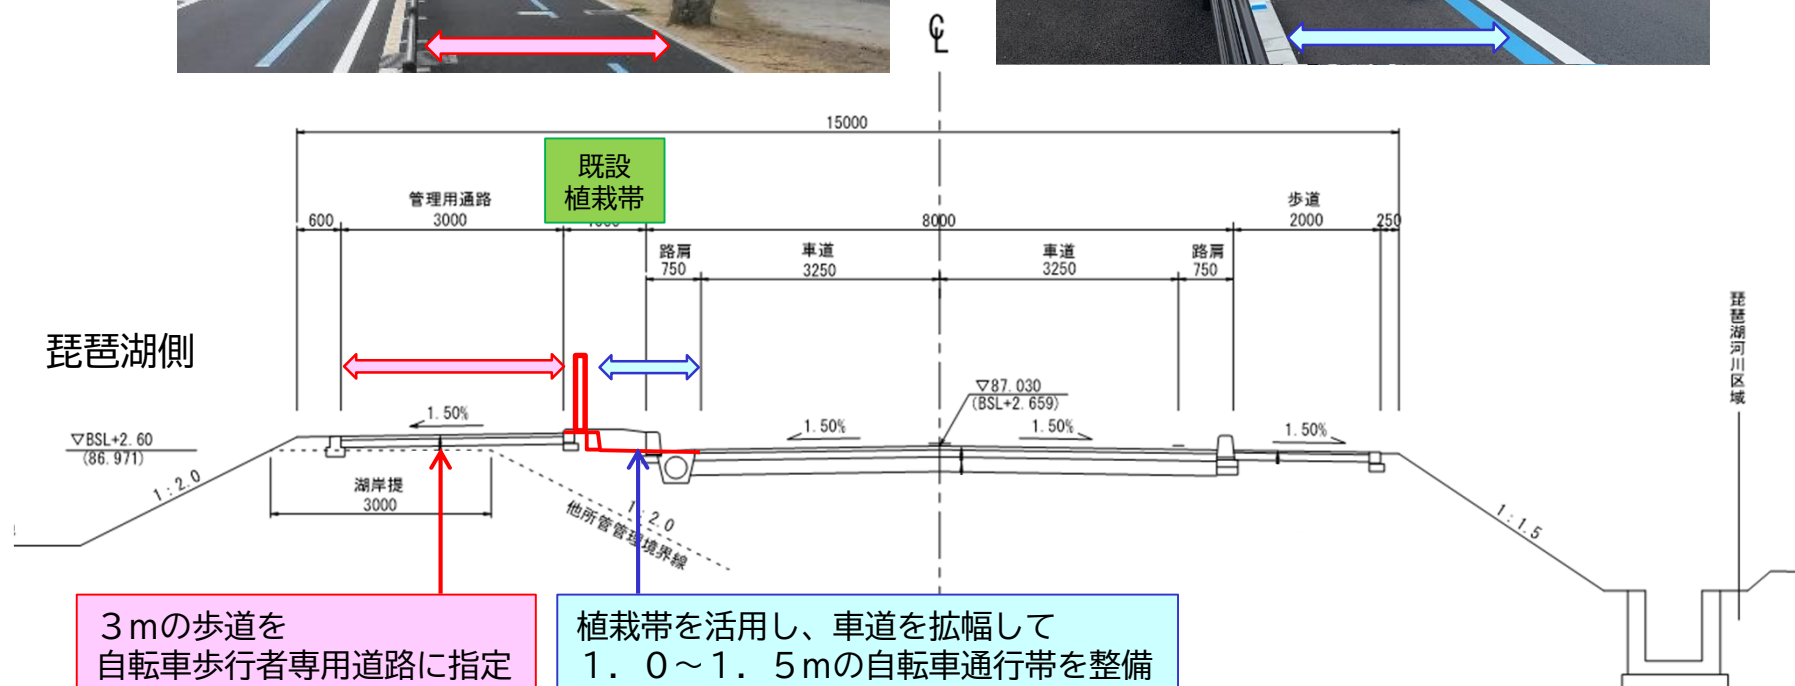 ℄
15000
既設
植栽帯
管理用通路
歩道
600
3000
8000
2000
250
路肩
750
車道
3250
車道
3250
路肩
750
琵琶湖側
琵琶湖河川区域
▽87.030
(BSL+2.659)
1.50%
1.50%
1.50%
1.50%
▽BSL+2.60
(86.971)
1:2.0
湖岸提
3000
1:2.0
他所管管理境界線
1:1.5
3mの歩道を
自転車歩行者専用道路に指定
植栽帯を活用し、車道を拡幅して
1.0~1.5mの自転車通行帯を整備